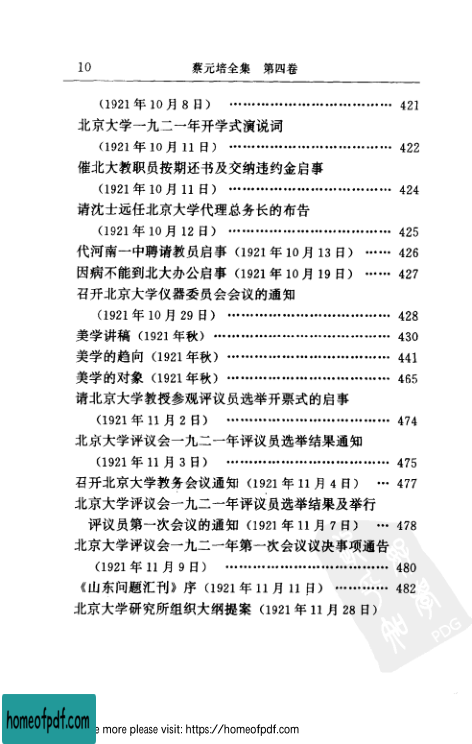 10 蔡元培全集 第四卷
(1921 年 10 月 8 日) ································ 421
北京大学一九二一年开学式演说词
(1921 年 10 月 11 日) ································ 422
催北大教职员按期还书及交纳违约金启事
(1921 年 10 月 11 日) ································ 424
请沈士远任北京大学代理总务长的布告
(1921 年 10 月 12 日) ································ 425
代河南一中聘请教员启事 (1921 年 10 月 13 日) ······ 426
因病不能到北大办公启事 (1921 年 10 月 19 日) ······ 427
召开北京大学仪器委员会会议的通知
(1921 年 10 月 29 日) ································ 428
美学讲稿 (1921 年秋) ································ 430
美学的趋向 (1921 年秋) ································ 441
美学的对象 (1921 年秋) ································ 465
请北京大学教授参观评议员选举开票式的启事
(1921 年 11 月 2 日) ································ 474
北京大学评议会一九二一年评议员选举结果通知
(1921 年 11 月 3 日) ································ 475
召开北京大学教务会议通知 (1921 年 11 月 4 日) ··· 477
北京大学评议会一九二一年评议员选举结果及举行
评议员第一次会议的通知 (1921 年 11 月 7 日) ··· 478
北京大学评议会一九二一年第一次会议议决事项通告
(1921 年 11 月 9 日) ································ 480
《山东问题汇刊》序 (1921 年 11 月 11 日) ············ 482
北京大学研究所组织大纲提案 (1921 年 11 月 28 日)
PDG
homeofpdf.com
e more please visit: https://homeofpdf.com